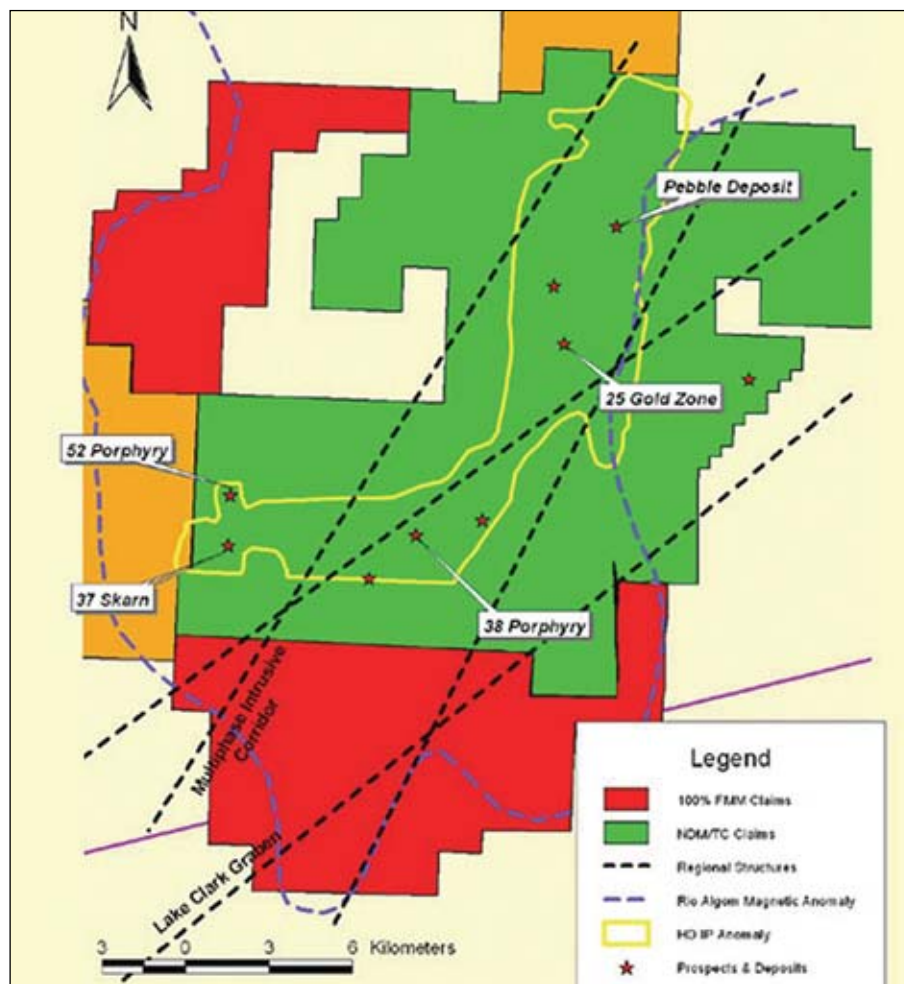 N
Pebble Deposit
25 Gold Zone
52 Porphyry
37 Skarn
38 Porphyry
Multiphase Intrusive
Corridor
Lake Clark Graben
3 0 6 Kilometers
Legend
100% FMM Claims
NDM/TC Claims
Regional Structures
Rio Algom Magnetic Anomaly
HD IP Anomaly
Prospects & Deposits